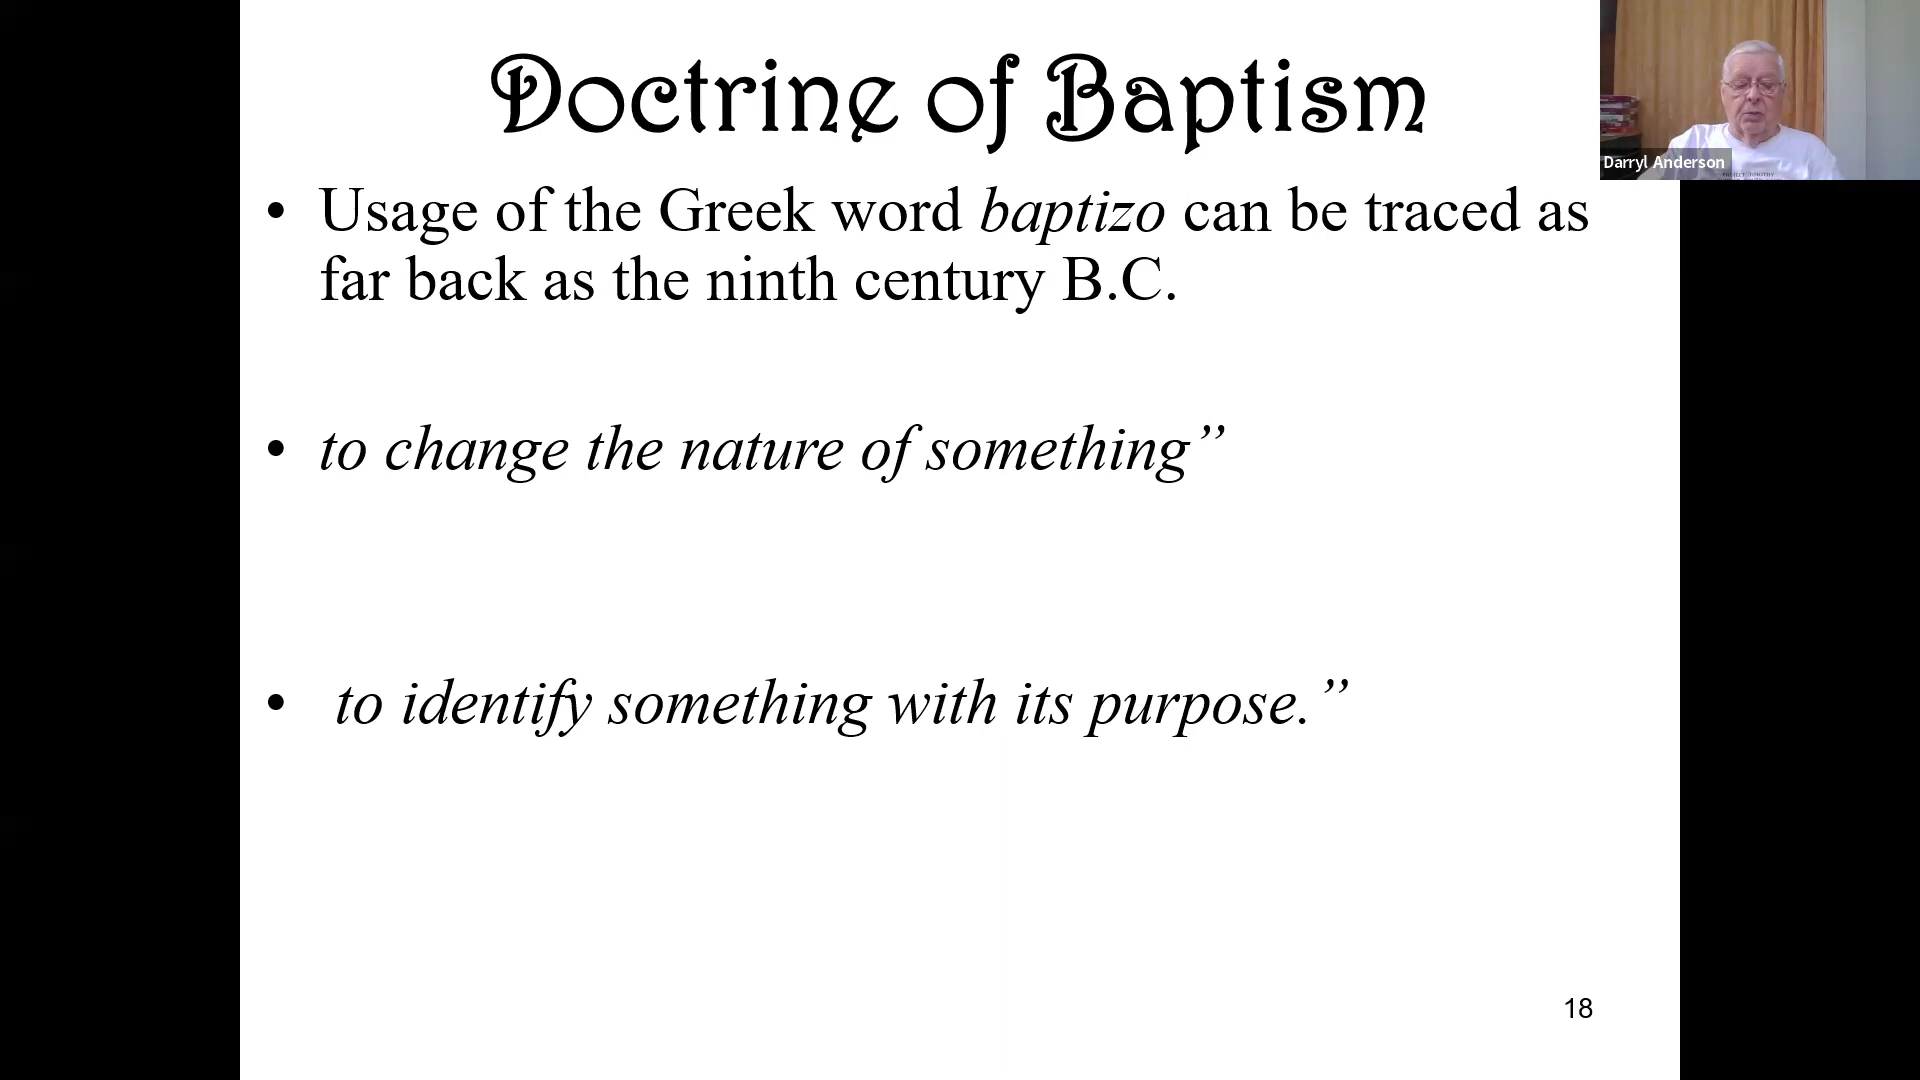 Doctrine of Baptism
Darryl Anderson
• Usage of the Greek word baptizo can be traced as
far back as the ninth century B.C.
• to change the nature of something”
• to identify something with its purpose.”
18